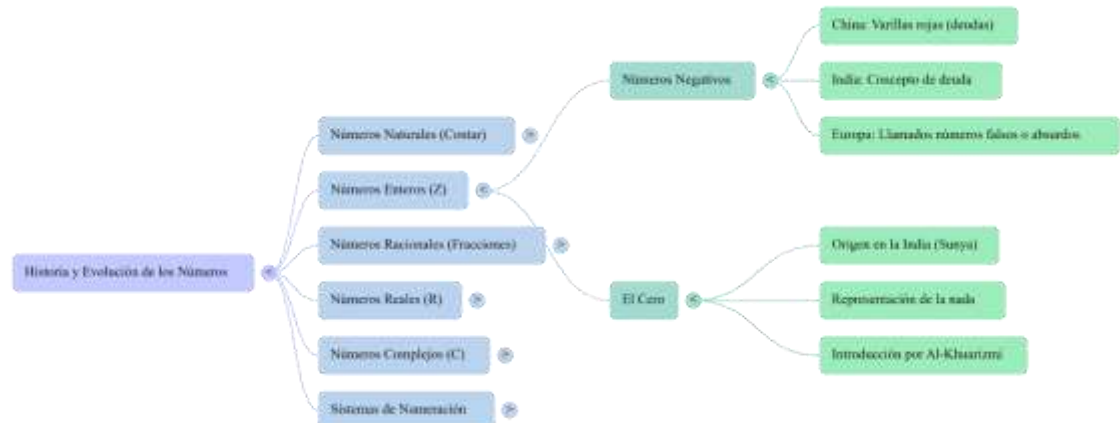 Historia y Evolución de los Números
Números Naturales (Contar)
Números Enteros (Z)
Números Racionales (Fracciones)
Números Reales (R)
Números Complejos (C)
Sistemas de Numeración
Números Negativos
El Cero
China: Varillas rojas (deudas)
India: Concepto de deuda
Europa: Llamados números falsos o absurdos
Origen en la India (Sunya)
Representación de la nada
Introducción por Al-Khuarizmi